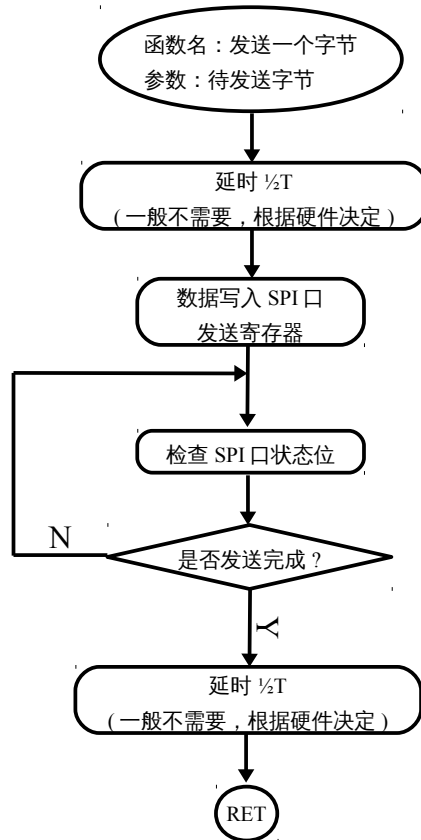 函数名：发送一个字节
参数：待发送字节
延时 ½T
( 一般不需要，根据硬件决定 )
数据写入 SPI 口
发送寄存器
检查 SPI 口状态位
是否发送完成 ?
N
Y
延时 ½T
( 一般不需要，根据硬件决定 )
RET